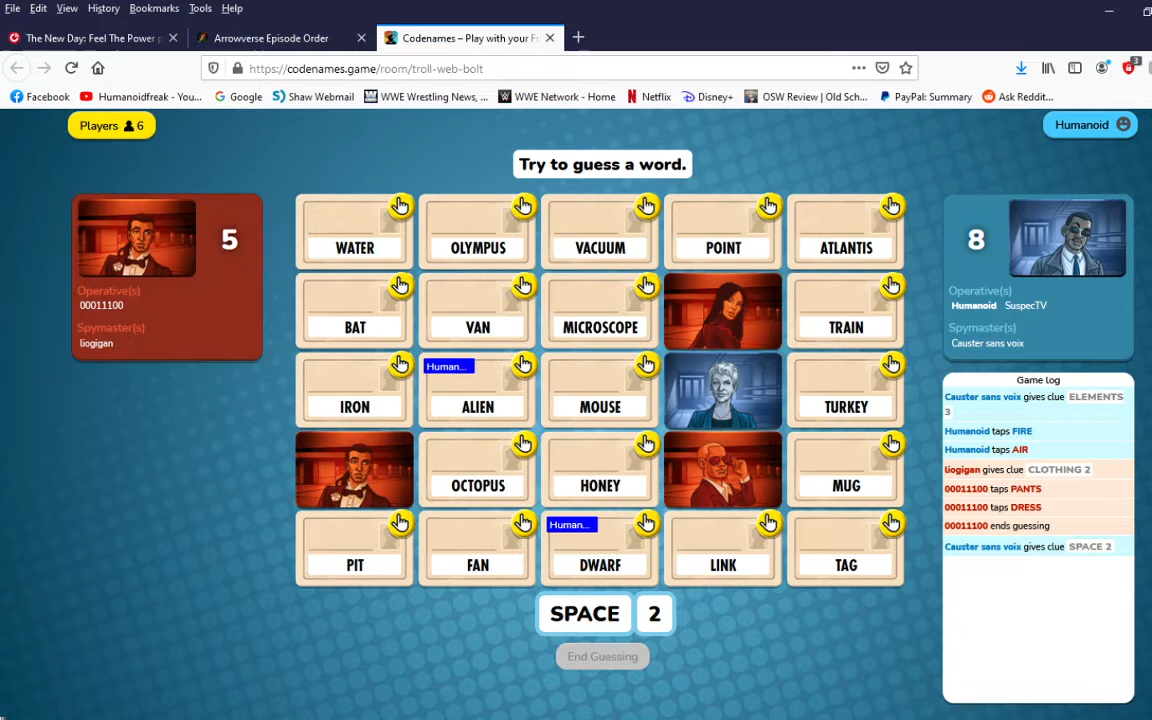 File Edit View History Bookmarks Tools Help
The New Day: Feel The Power p
Arrowverse Episode Order
Codenames – Play with your Fr
https://codenames.game/room/troll-web-bolt
3
Facebook Humanoidfreak - You... Google Shaw Webmail WWE Wrestling News, ... WWE Network - Home Netflix Disney+ OSW Review | Old Sch... PayPal: Summary Ask Reddit...
Players 6
Humanoid
Try to guess a word.
5
Operative(s)
00011100
Spymaster(s)
liogigan
WATER OLYMPUS VACUUM POINT ATLANTIS
BAT VAN MICROSCOPE TRAIN
Human...
IRON ALIEN MOUSE TURKEY
OCTOPUS HONEY MUG
Human...
PIT FAN DWARF LINK TAG
SPACE 2
End Guessing
8
Operative(s)
Humanoid SuspecTV
Spymaster(s)
Causter sans voix
Game log
Causter sans voix gives clue ELEMENTS
3
Humanoid taps FIRE
Humanoid taps AIR
liogigan gives clue CLOTHING 2
00011100 taps PANTS
00011100 taps DRESS
00011100 ends guessing
Causter sans voix gives clue SPACE 2